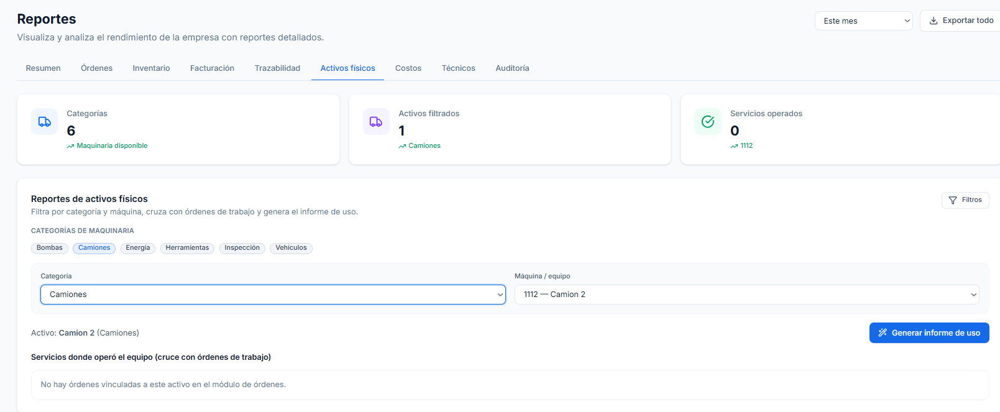 Reportes
Visualiza y analiza el rendimiento de la empresa con reportes detallados.
Este mes
Exportar todo
Resumen Órdenes Inventario Facturación Trazabilidad Activos físicos Costos Técnicos Auditoría
Categorías
6
Maquinaria disponible
Activos filtrados
1
Camiones
Servicios operados
0
1112
Reportes de activos físicos
Filtra por categoría y máquina, cruza con órdenes de trabajo y genera el informe de uso.
Filtros
CATEGORÍAS DE MAQUINARIA
Bombas Camiones Energía Herramientas Inspección Vehículos
Categoría
Camiones
Máquina / equipo
1112 — Camion 2
Activo: Camion 2 (Camiones)
Generar informe de uso
Servicios donde operó el equipo (cruce con órdenes de trabajo)
No hay órdenes vinculadas a este activo en el módulo de órdenes.